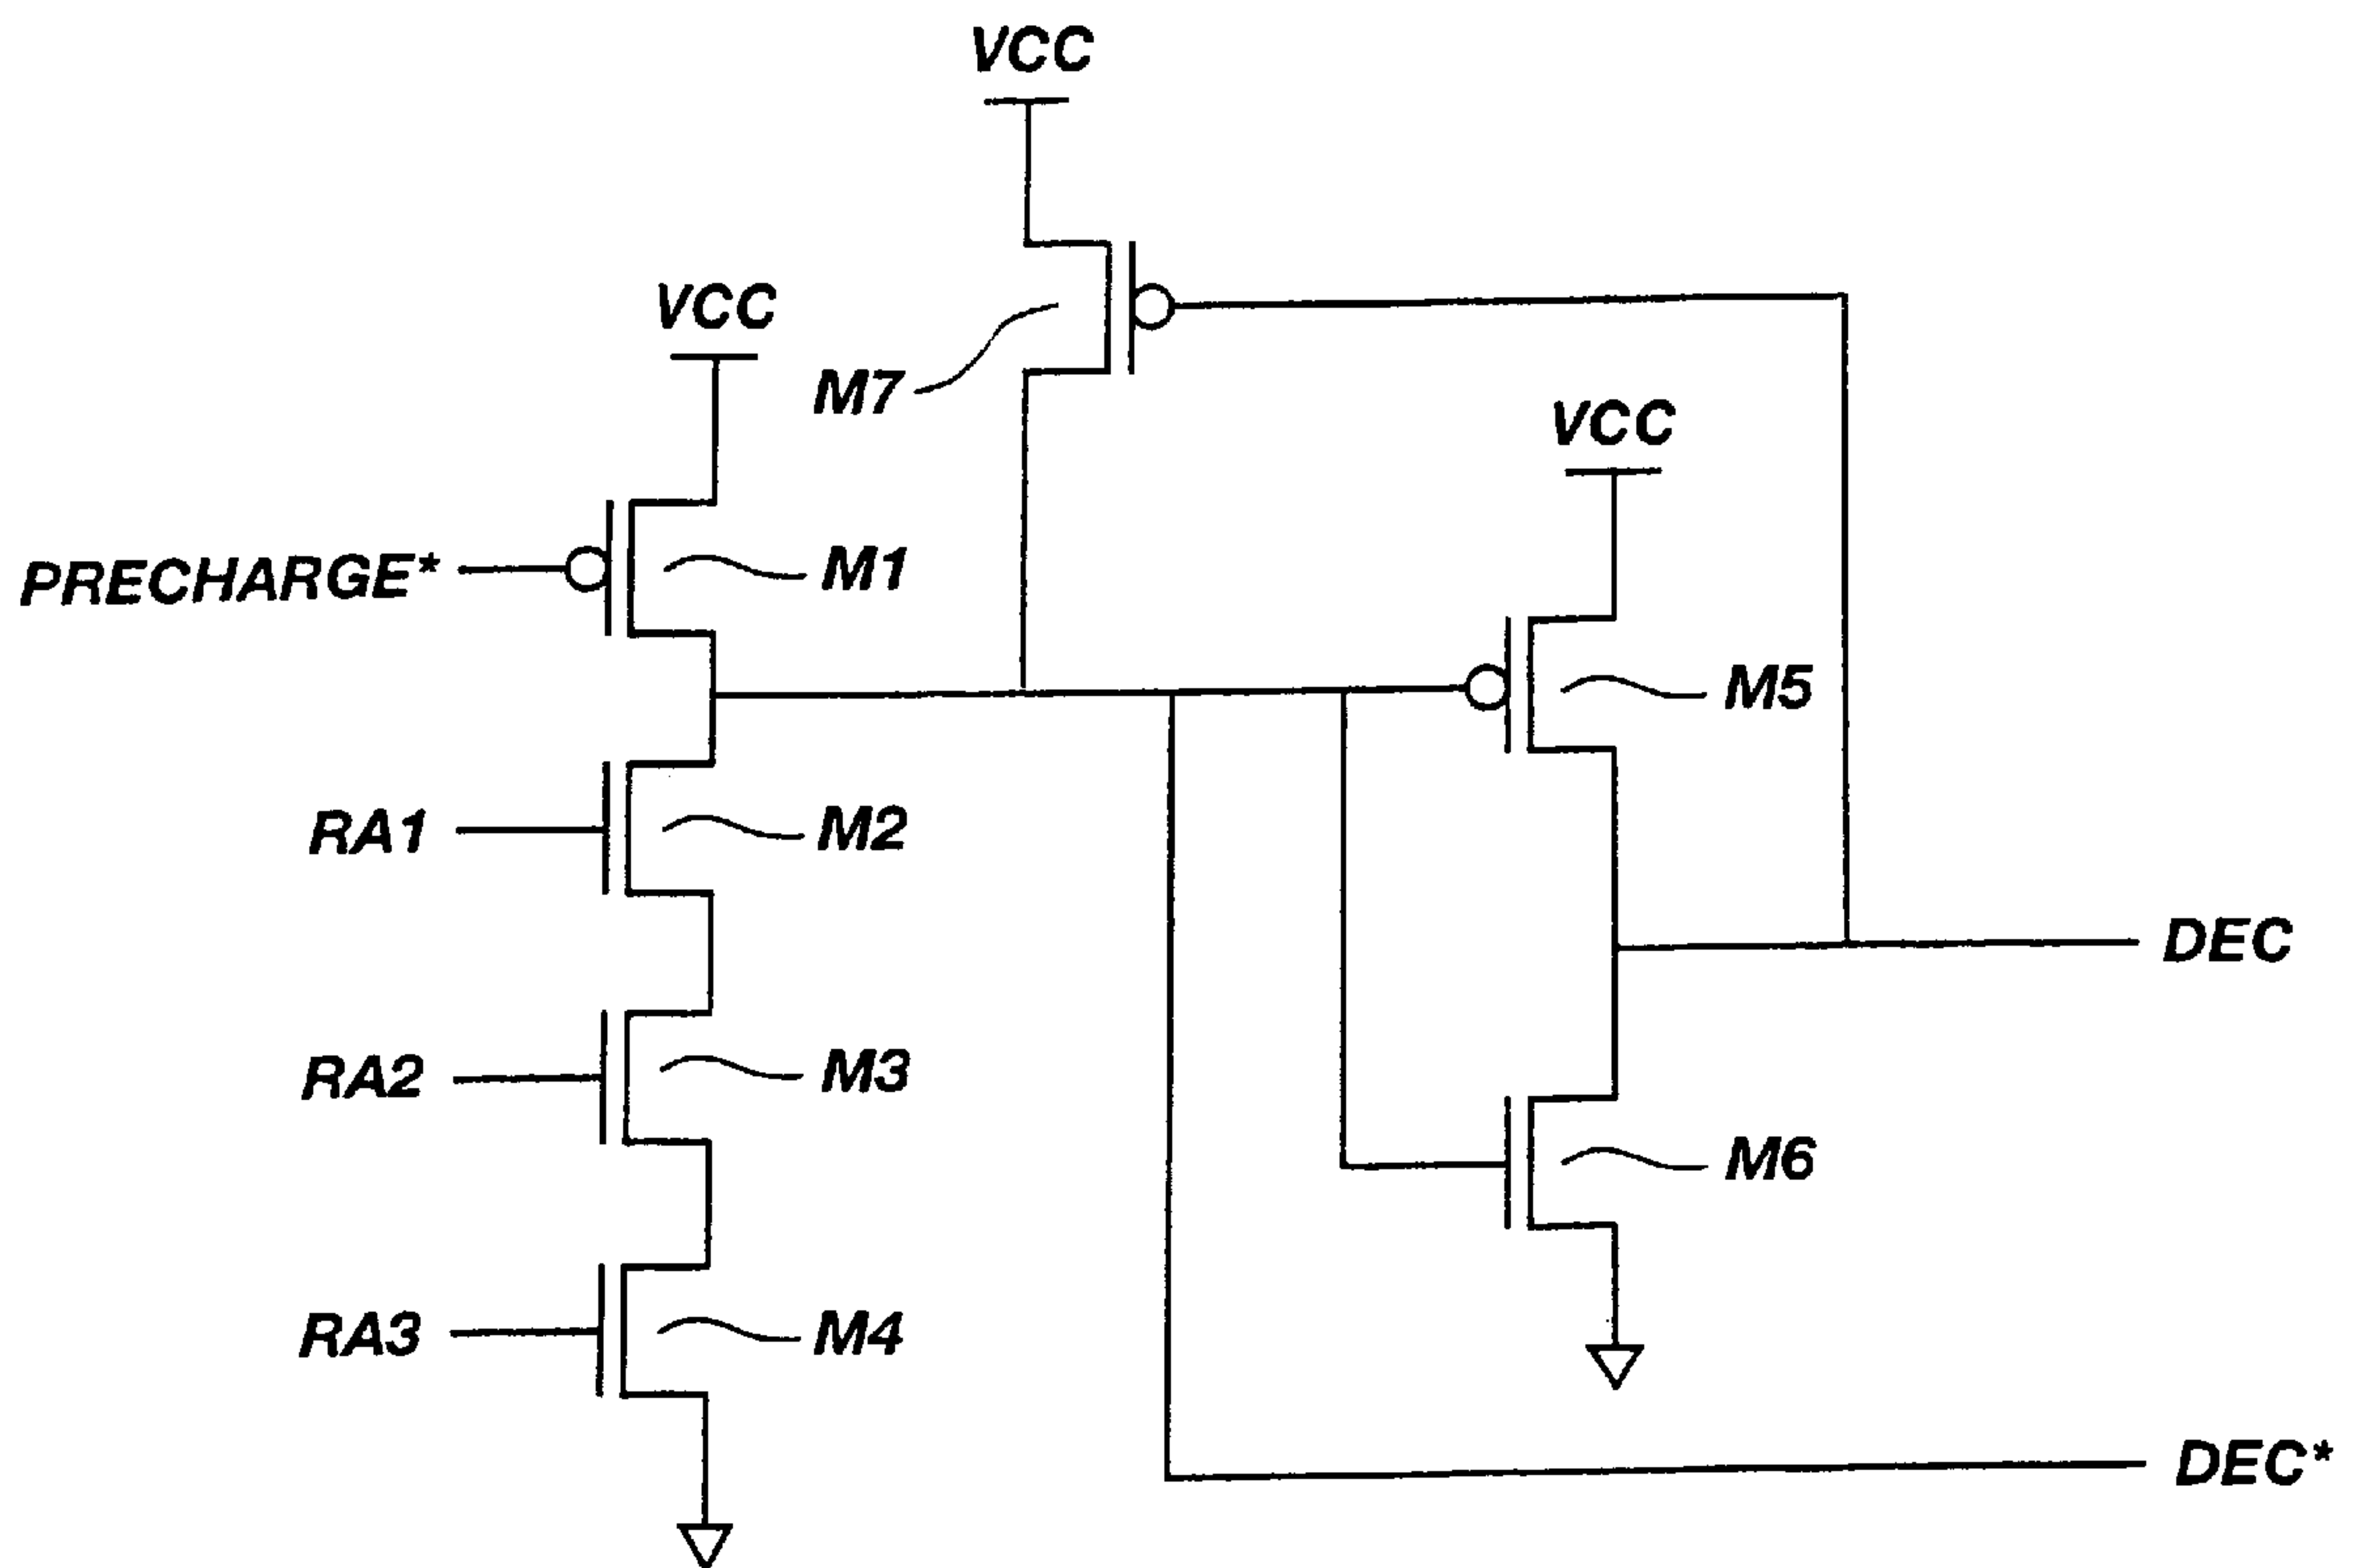 VCC
VCC
M7
VCC
PRECHARGE*
M1
M5
RA1
M2
DEC
RA2
M3
M6
RA3
M4
DEC*